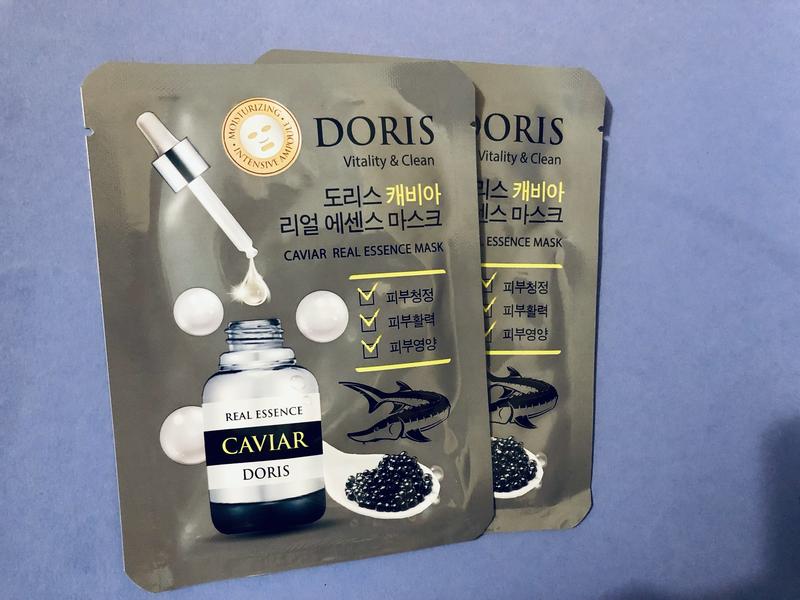 MOISTURIZING • INTENSIVE AMPOULE •
DORIS
Vitality & Clean
도리스 캐비아
리얼 에센스 마스크
CAVIAR REAL ESSENCE MASK
피부청정
피부활력
피부영양
REAL ESSENCE
CAVIAR
DORIS
DORIS
Vitality & Clean
리스 캐비아
센스 마스크
ESSENCE MASK
피부청정
피부활력
피부영양